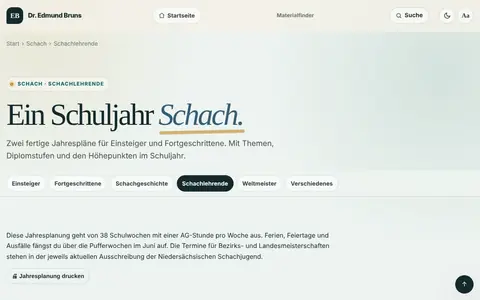 EB Dr. Edmund Bruns Startseite Materialfinder Suche Aa
Start › Schach › Schachlehrende
SCHACH · SCHACHLEHRENDE
Ein Schuljahr Schach.
Zwei fertige Jahrespläne für Einsteiger und Fortgeschrittene. Mit Themen,
Diplomstufen und den Höhepunkten im Schuljahr.
Einsteiger Fortgeschrittene Schachgeschichte Schachlehrende Weltmeister Verschiedenes
Diese Jahresplanung geht von 38 Schulwochen mit einer AG-Stunde pro Woche aus. Ferien, Feiertage und
Ausfälle fängst du über die Pufferwochen im Juni auf. Die Termine für Bezirks- und Landesmeisterschaften
stehen in der jeweils aktuellen Ausschreibung der Niedersächsischen Schachjugend.
Jahresplanung drucken